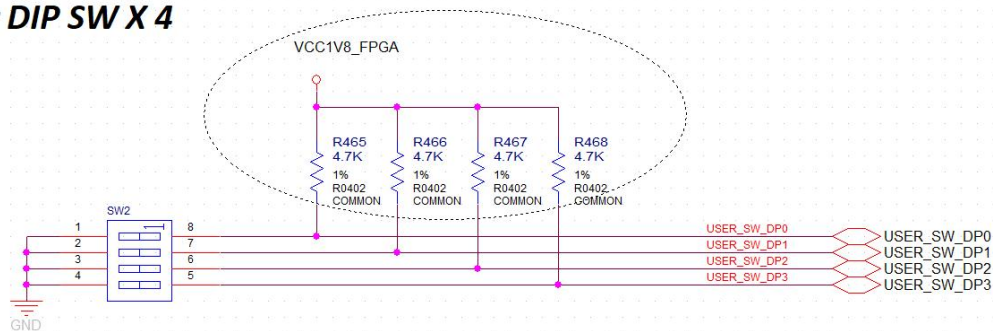 DIP SW X 4
VCC1V8_FPGA
R465
4.7K
1%
R0402
COMMON
R466
4.7K
1%
R0402
COMMON
R467
4.7K
1%
R0402
COMMON
R468
4.7K
1%
R0402
COMMON
SW2
1
2
3
4
1
8
7
6
5
USER_SW_DP0
USER_SW_DP1
USER_SW_DP2
USER_SW_DP3
USER_SW_DP0
USER_SW_DP1
USER_SW_DP2
USER_SW_DP3
GND